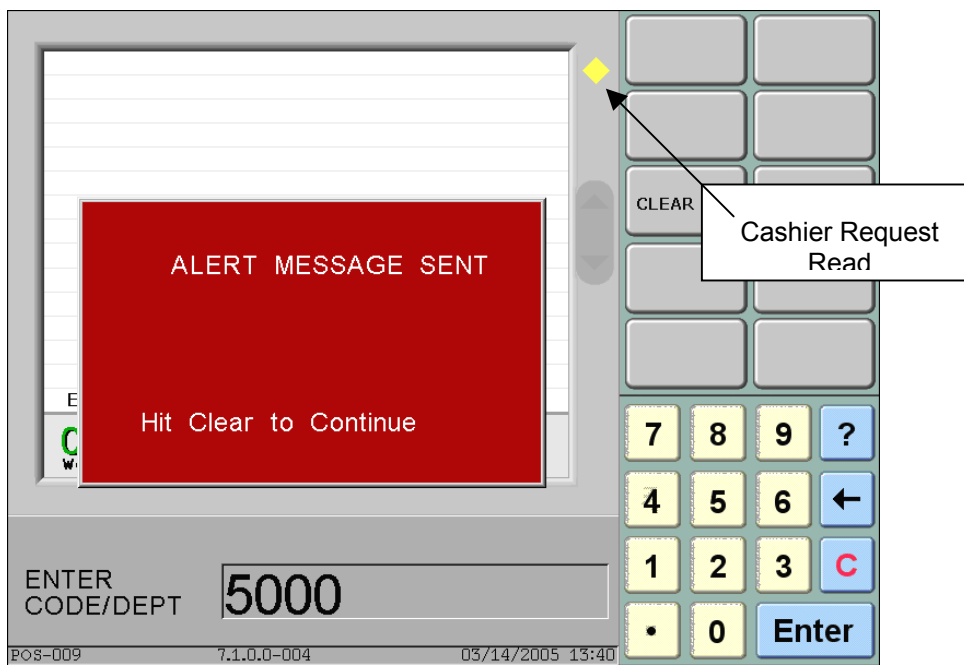 ALERT MESSAGE SENT
Hit Clear to Continue
CLEAR
Cashier Request
Read
7 8 9 ?
4 5 6 ←
1 2 3 C
. 0 Enter
ENTER
CODE/DEPT
5000
POS-009 7.1.0.0-004 03/14/2005 13:40